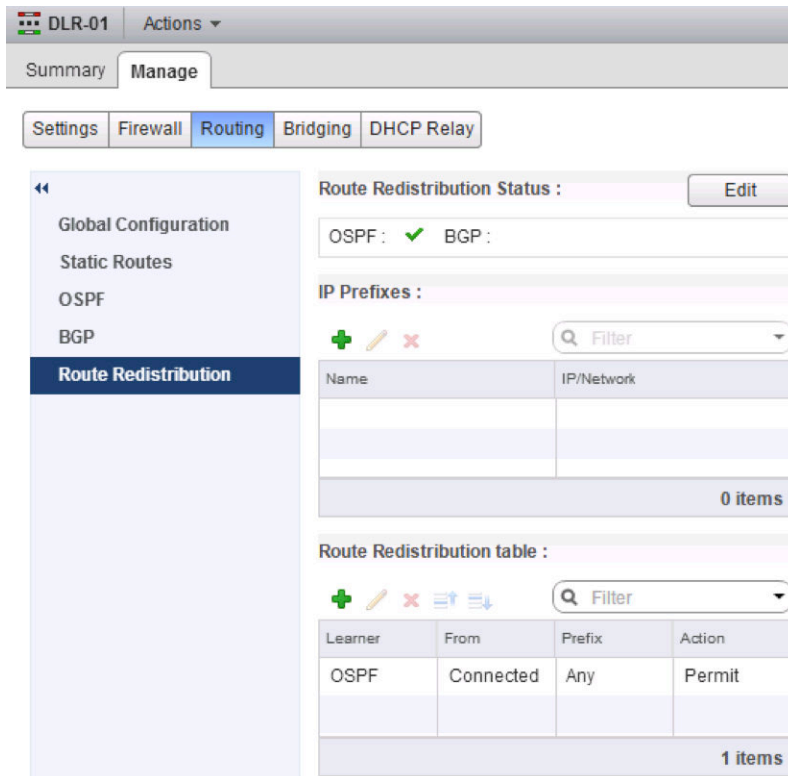 DLR-01 Actions
Summary Manage
Settings Firewall Routing Bridging DHCP Relay
Global Configuration
Static Routes
OSPF
BGP
Route Redistribution
Route Redistribution Status : Edit
OSPF : BGP :
IP Prefixes :
Filter
Name IP/Network
0 items
Route Redistribution table :
Filter
Learner From Prefix Action
OSPF Connected Any Permit
1 items